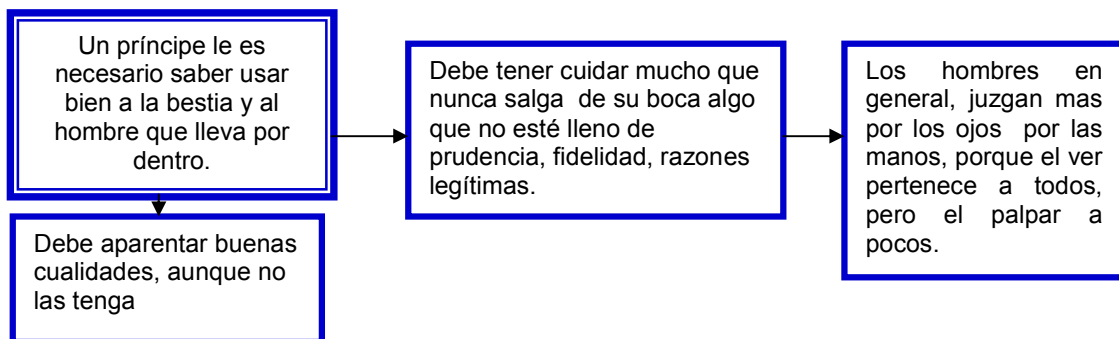 Un príncipe le es
necesario saber usar
bien a la bestia y al
hombre que lleva por
dentro.
Debe aparentar buenas
cualidades, aunque no
las tenga
Debe tener cuidar mucho que
nunca salga de su boca algo
que no esté lleno de
prudencia, fidelidad, razones
legítimas.
Los hombres en
general, juzgan mas
por los ojos por las
manos, porque el ver
pertenece a todos,
pero el palpar a
pocos.